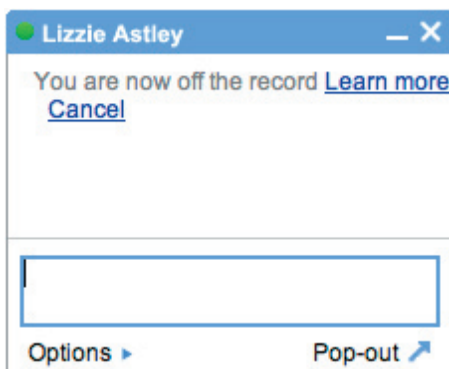 Lizzie Astley
You are now off the record Learn more
Cancel
Options
Pop-out